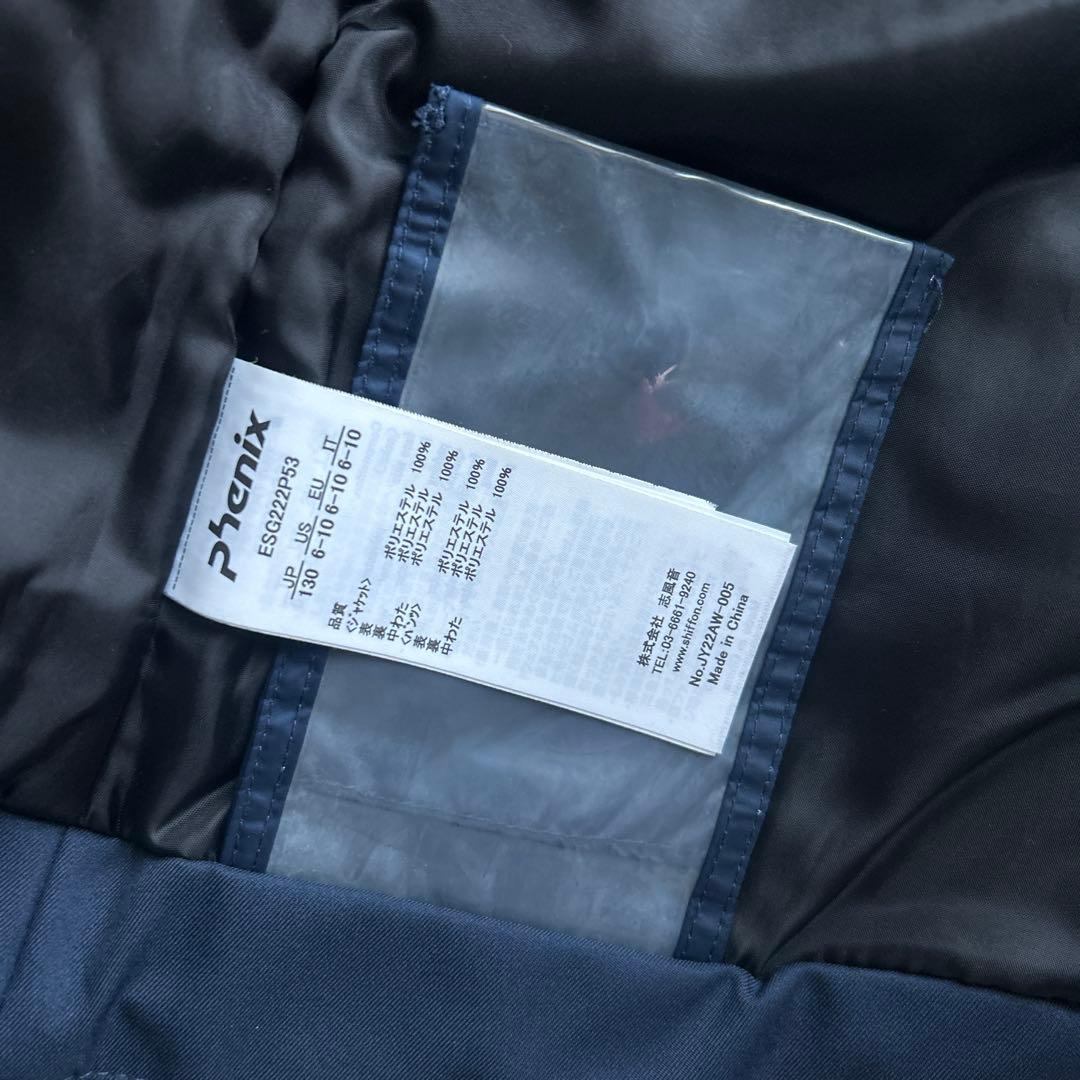 Phenix
ESG222P53
JP US EU IT
130 6-10 6-10 6-10
品質
<ジャケット>
表 ポリエステル 100%
裏 ポリエステル 100%
中わた ポリエステル 100%
<パンツ>
表 ポリエステル 100%
裏 ポリエステル 100%
中わた ポリエステル 100%
株式会社 志風音
TEL:03-6661-9240
www.shiffon.com
No.JY22AW-005
Made in China